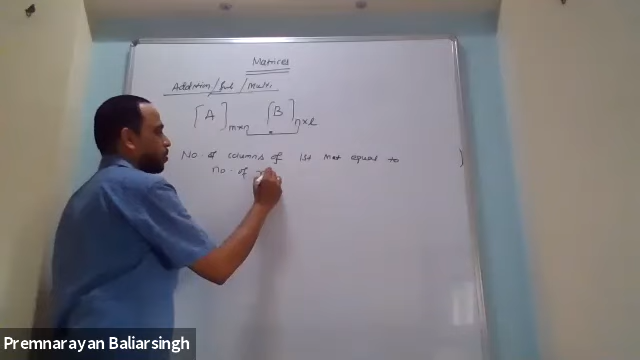 Matrices
Addition / Sub / Multi
[A]m×n [B]n×l
No of columns of 1st Mat equal to
no. of
Premnarayan Baliarsingh